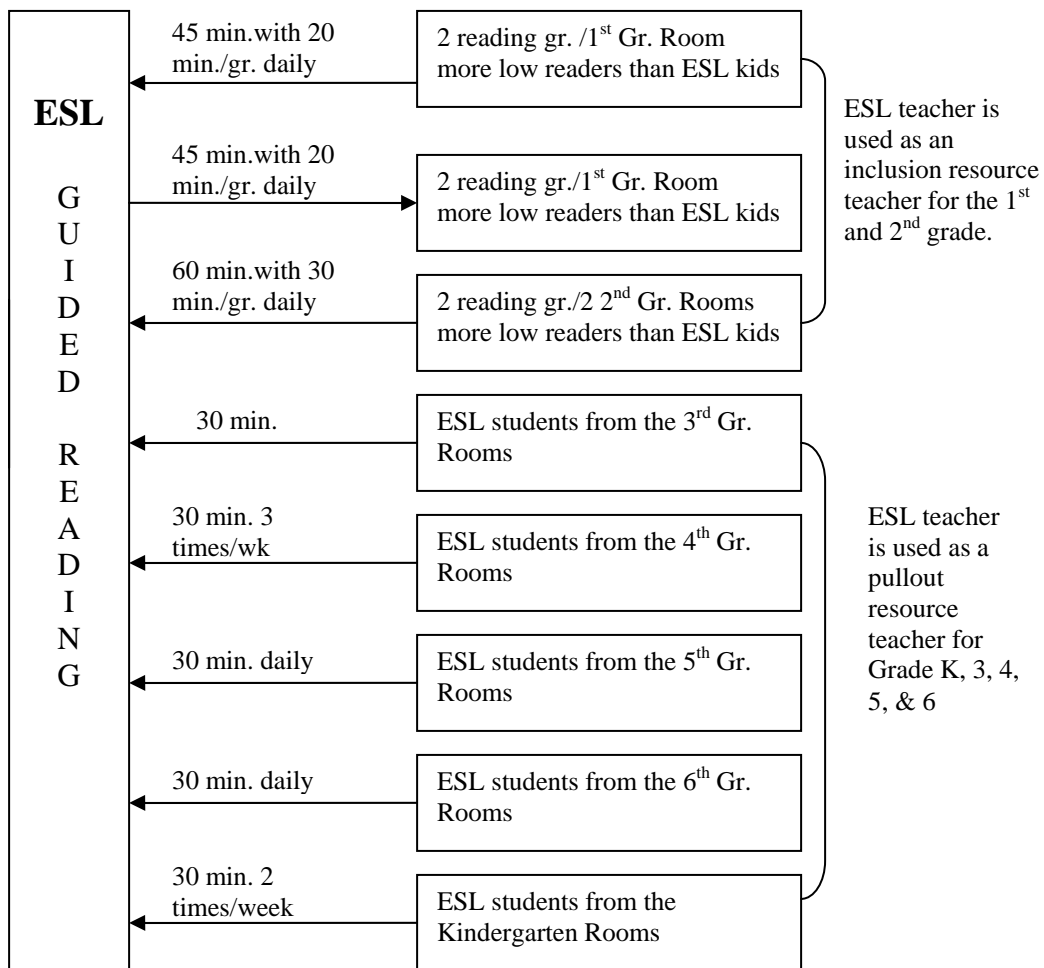 ESL
G
U
I
D
E
D
R
E
A
D
I
N
G
45 min.with 20
min./gr. daily
2 reading gr. /1st Gr. Room
more low readers than ESL kids
45 min.with 20
min./gr. daily
2 reading gr./1st Gr. Room
more low readers than ESL kids
60 min.with 30
min./gr. daily
2 reading gr./2 2nd Gr. Rooms
more low readers than ESL kids
ESL teacher is
used as an
inclusion resource
teacher for the 1st
and 2nd grade.
30 min.
ESL students from the 3rd Gr.
Rooms
30 min. 3
times/wk
ESL students from the 4th Gr.
Rooms
30 min. daily
ESL students from the 5th Gr.
Rooms
30 min. daily
ESL students from the 6th Gr.
Rooms
30 min. 2
times/week
ESL students from the
Kindergarten Rooms
ESL teacher
is used as a
pullout
resource
teacher for
Grade K, 3, 4,
5, & 6